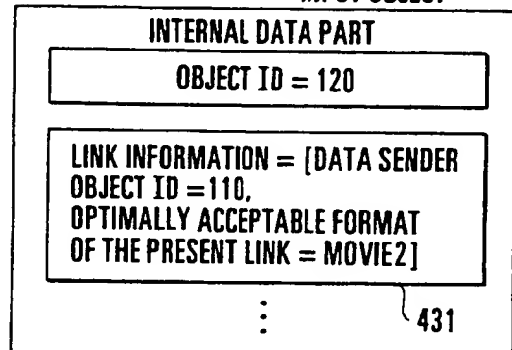 INTERNAL DATA PART
OBJECT ID = 120
LINK INFORMATION = [DATA SENDER
OBJECT ID =110,
OPTIMALLY ACCEPTABLE FORMAT
OF THE PRESENT LINK = MOVIE2]
431